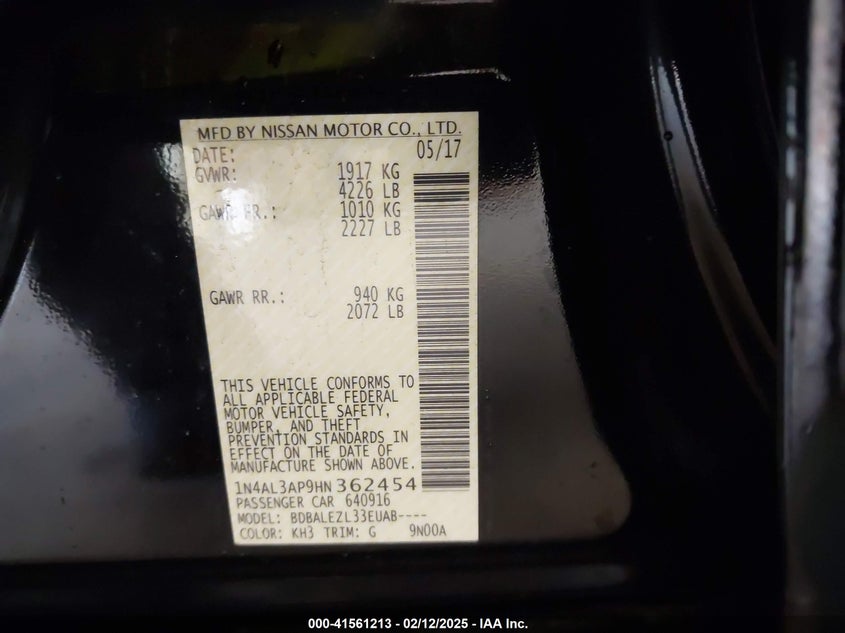 MFD BY NISSAN MOTOR CO., LTD.
DATE: 05/17
GVWR: 1917 KG
4226 LB
GAWR FR.: 1010 KG
2227 LB
GAWR RR.: 940 KG
2072 LB
THIS VEHICLE CONFORMS TO
ALL APPLICABLE FEDERAL
MOTOR VEHICLE SAFETY,
BUMPER, AND THEFT
PREVENTION STANDARDS IN
EFFECT ON THE DATE OF
MANUFACTURE SHOWN ABOVE.
1N4AL3AP9HN362454
PASSENGER CAR 640916
MODEL: BDBALEZL33EUAB----
COLOR: KH3 TRIM: G 9N00A
000-41561213 - 02/12/2025 - IAA Inc.